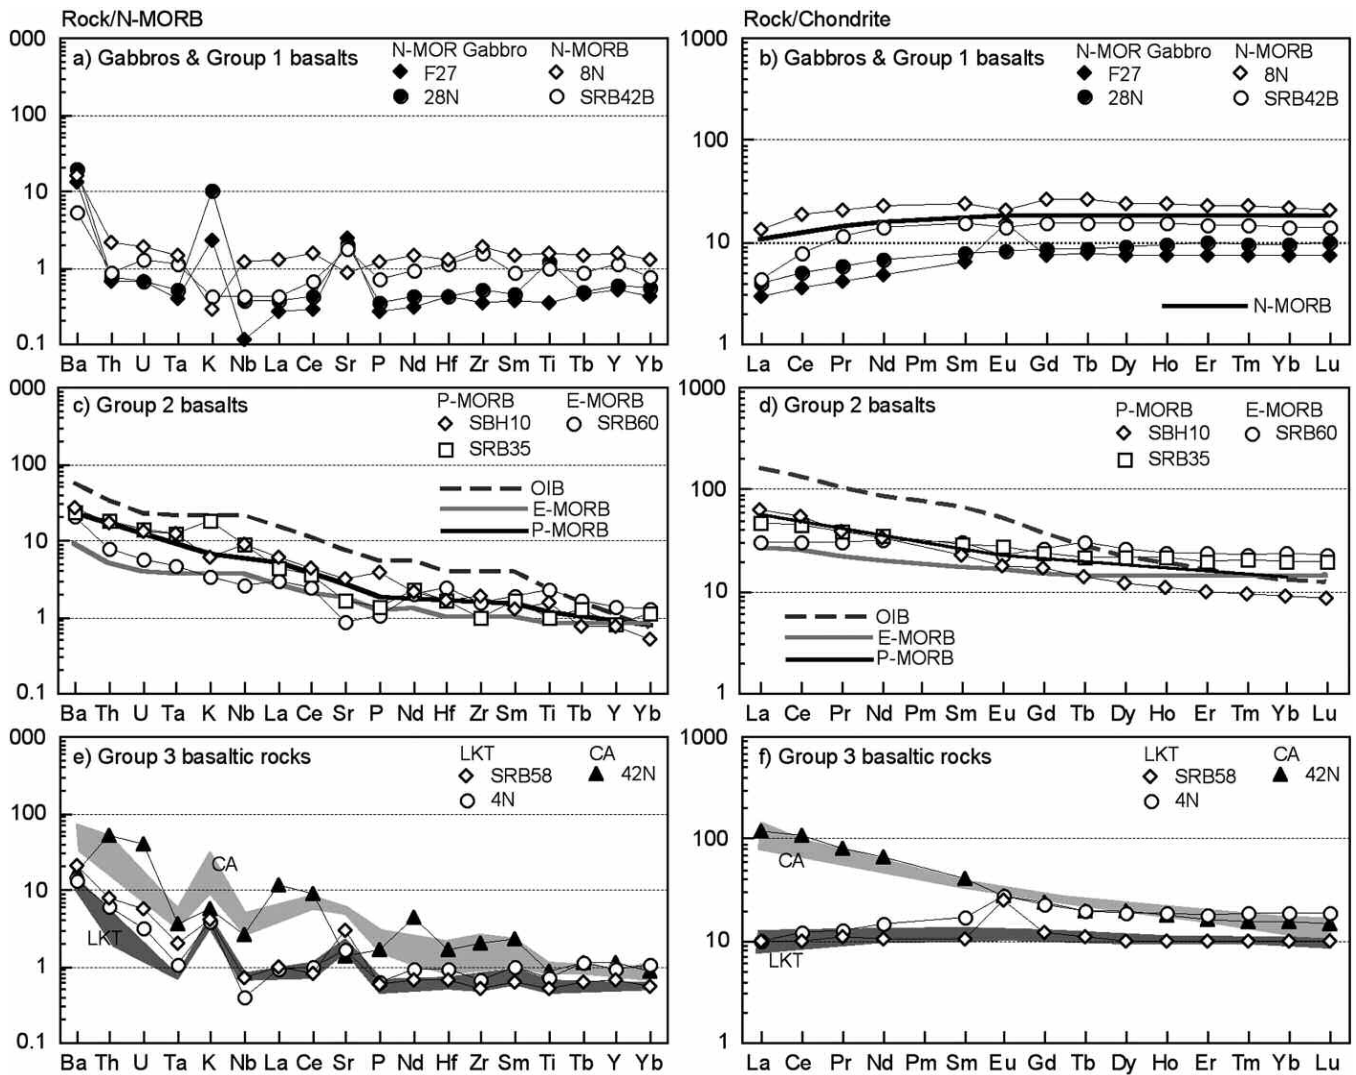 Rock/N-MORB
000
100
10
1
0.1
a) Gabbros & Group 1 basalts
N-MOR Gabbro N-MORB
F27 8N
28N SRB42B
Ba Th U Ta K Nb La Ce Sr P Nd Hf Zr Sm Ti Tb Y Yb
Rock/Chondrite
1000
100
10
1
b) Gabbros & Group 1 basalts
N-MOR Gabbro N-MORB
F27 8N
28N SRB42B
N-MORB
La Ce Pr Nd Pm Sm Eu Gd Tb Dy Ho Er Tm Yb Lu
000
100
10
1
0.1
c) Group 2 basalts
P-MORB E-MORB
SBH10 SRB60
SRB35
OIB
E-MORB
P-MORB
Ba Th U Ta K Nb La Ce Sr P Nd Hf Zr Sm Ti Tb Y Yb
1000
100
10
1
d) Group 2 basalts
P-MORB E-MORB
SBH10 SRB60
SRB35
OIB
E-MORB
P-MORB
La Ce Pr Nd Pm Sm Eu Gd Tb Dy Ho Er Tm Yb Lu
000
100
10
1
0.1
e) Group 3 basaltic rocks
LKT CA
SRB58 42N
4N
CA
LKT
Ba Th U Ta K Nb La Ce Sr P Nd Hf Zr Sm Ti Tb Y Yb
1000
100
10
1
f) Group 3 basaltic rocks
LKT CA
SRB58 42N
4N
CA
LKT
La Ce Pr Nd Pm Sm Eu Gd Tb Dy Ho Er Tm Yb Lu